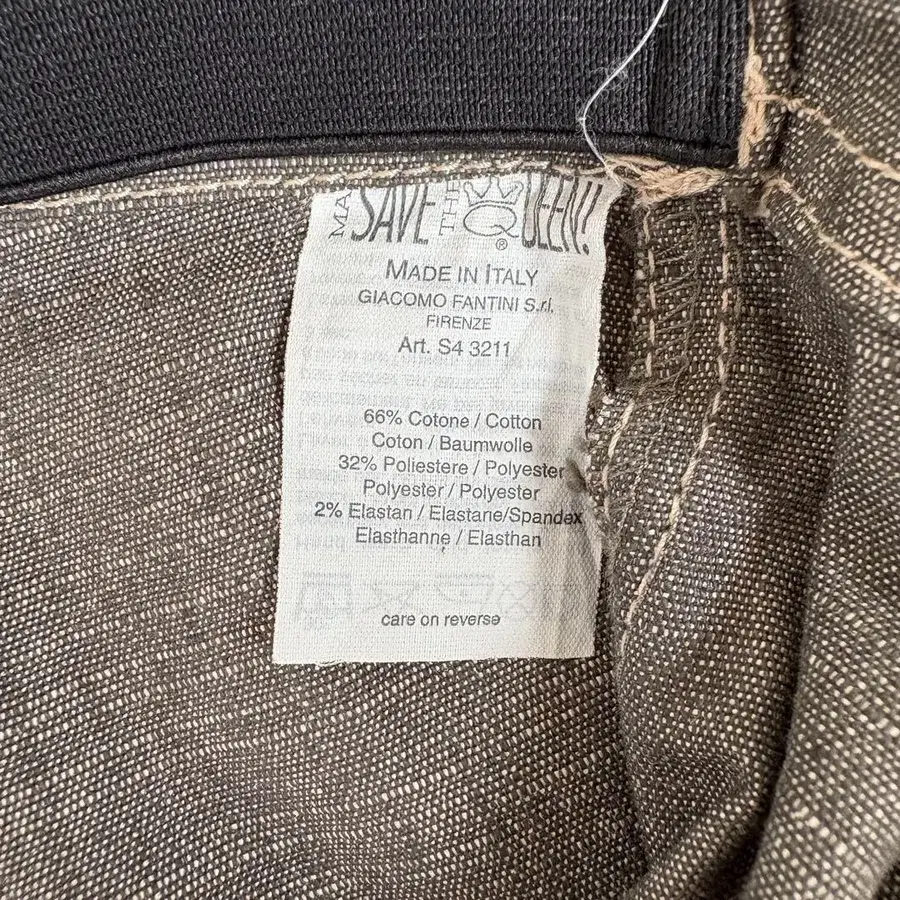 MA SAVE THE QUEEN!
®
MADE IN ITALY
GIACOMO FANTINI S.r.l.
FIRENZE
Art. S4 3211
66% Cotone / Cotton
Coton / Baumwolle
32% Poliestere / Polyester
Polyester / Polyester
2% Elastan / Elastane/Spandex
Elasthanne / Elasthan
care on reverse